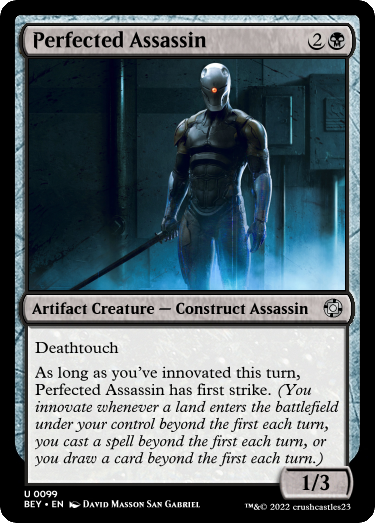 Perfected Assassin 2
Artifact Creature — Construct Assassin
Deathtouch
As long as you've innovated this turn,
Perfected Assassin has first strike. (You
innovate whenever a land enters the battlefield
under your control beyond the first each turn,
you cast a spell beyond the first each turn, or
you draw a card beyond the first each turn.)
1/3
U 0099
BEY • EN David Masson San Gabriel
™&© 2022 crushcastles23